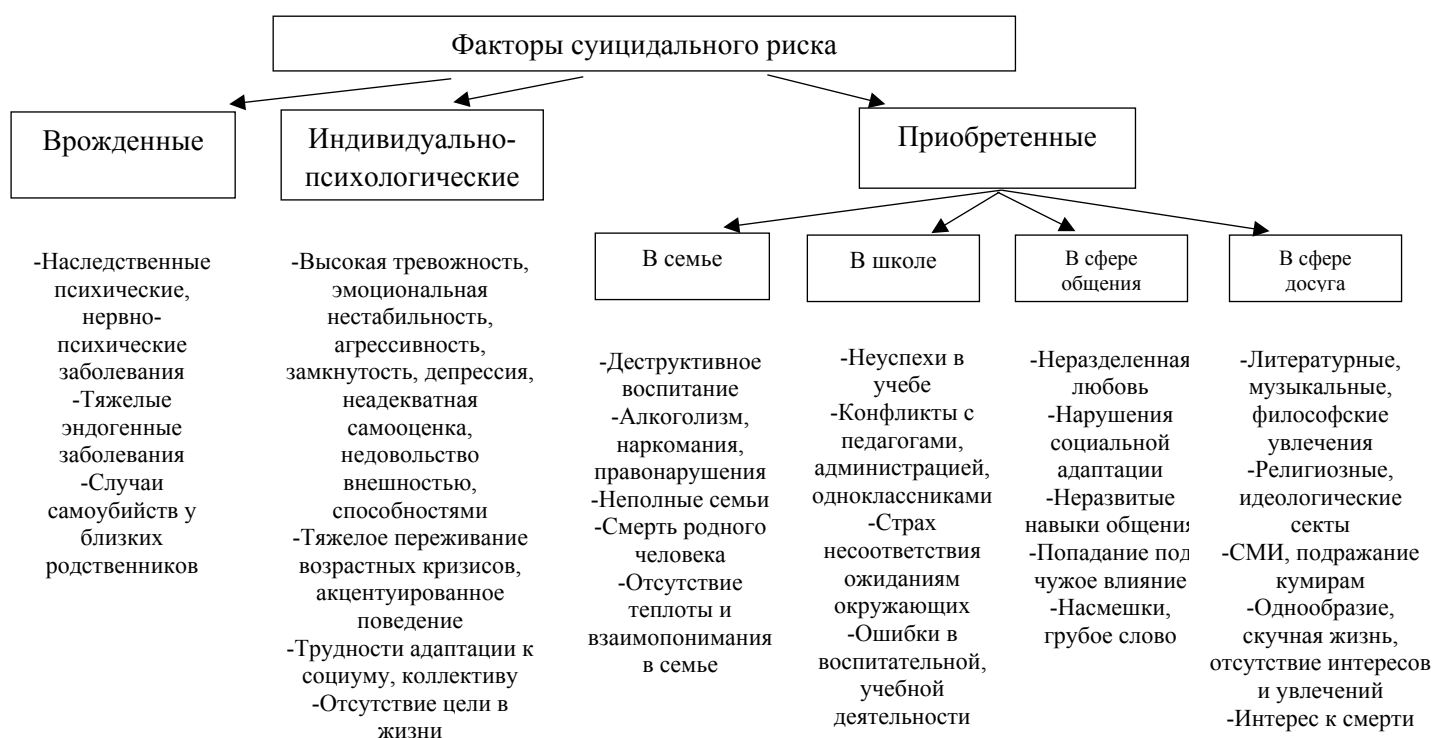 Факторы суицидального риска
Врожденные
Индивидуально-
психологические
Приобретенные
В семье
В школе
В сфере
общения
В сфере
досуга
-Наследственные
психические,
нервно-
психические
заболевания
-Тяжелые
эндогенные
заболевания
-Случаи
самоубийств у
близких
родственников
-Высокая тревожность,
эмоциональная
нестабильность,
агрессивность,
замкнутость, депрессия,
неадекватная
самооценка,
недовольство
внешностью,
способностями
-Тяжелое переживание
возрастных кризисов,
акцентуированное
поведение
-Трудности адаптации к
социуму, коллективу
-Отсутствие цели в
жизни
-Деструктивное
воспитание
-Алкоголизм,
наркомания,
правонарушения
-Неполные семьи
-Смерть родного
человека
-Отсутствие
теплоты и
взаимопонимания
в семье
-Неуспехи в
учебе
-Конфликты с
педагогами,
администрацией,
одноклассниками
-Страх
несоответствия
ожиданиям
окружающих
-Ошибки в
воспитательной,
учебной
деятельности
-Неразделенная
любовь
-Нарушения
социальной
адаптации
-Неразвитые
навыки общения
-Попадание под
чужое влияние
-Насмешки,
грубое слово
-Литературные,
музыкальные,
философские
увлечения
-Религиозные,
идеологические
секты
-СМИ, подражание
кумирам
-Однообразие,
скучная жизнь,
отсутствие интересов
и увлечений
-Интерес к смерти